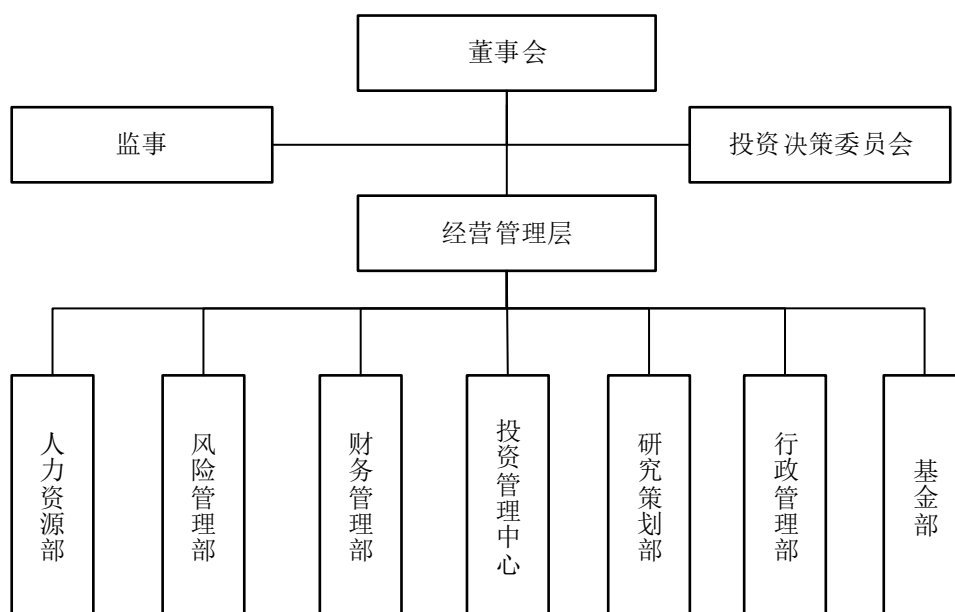 董事会
监事
投资决策委员会
经营管理层
人力资源部
风险管理部
财务管理部
投资管理中心
研究策划部
行政管理部
基金部